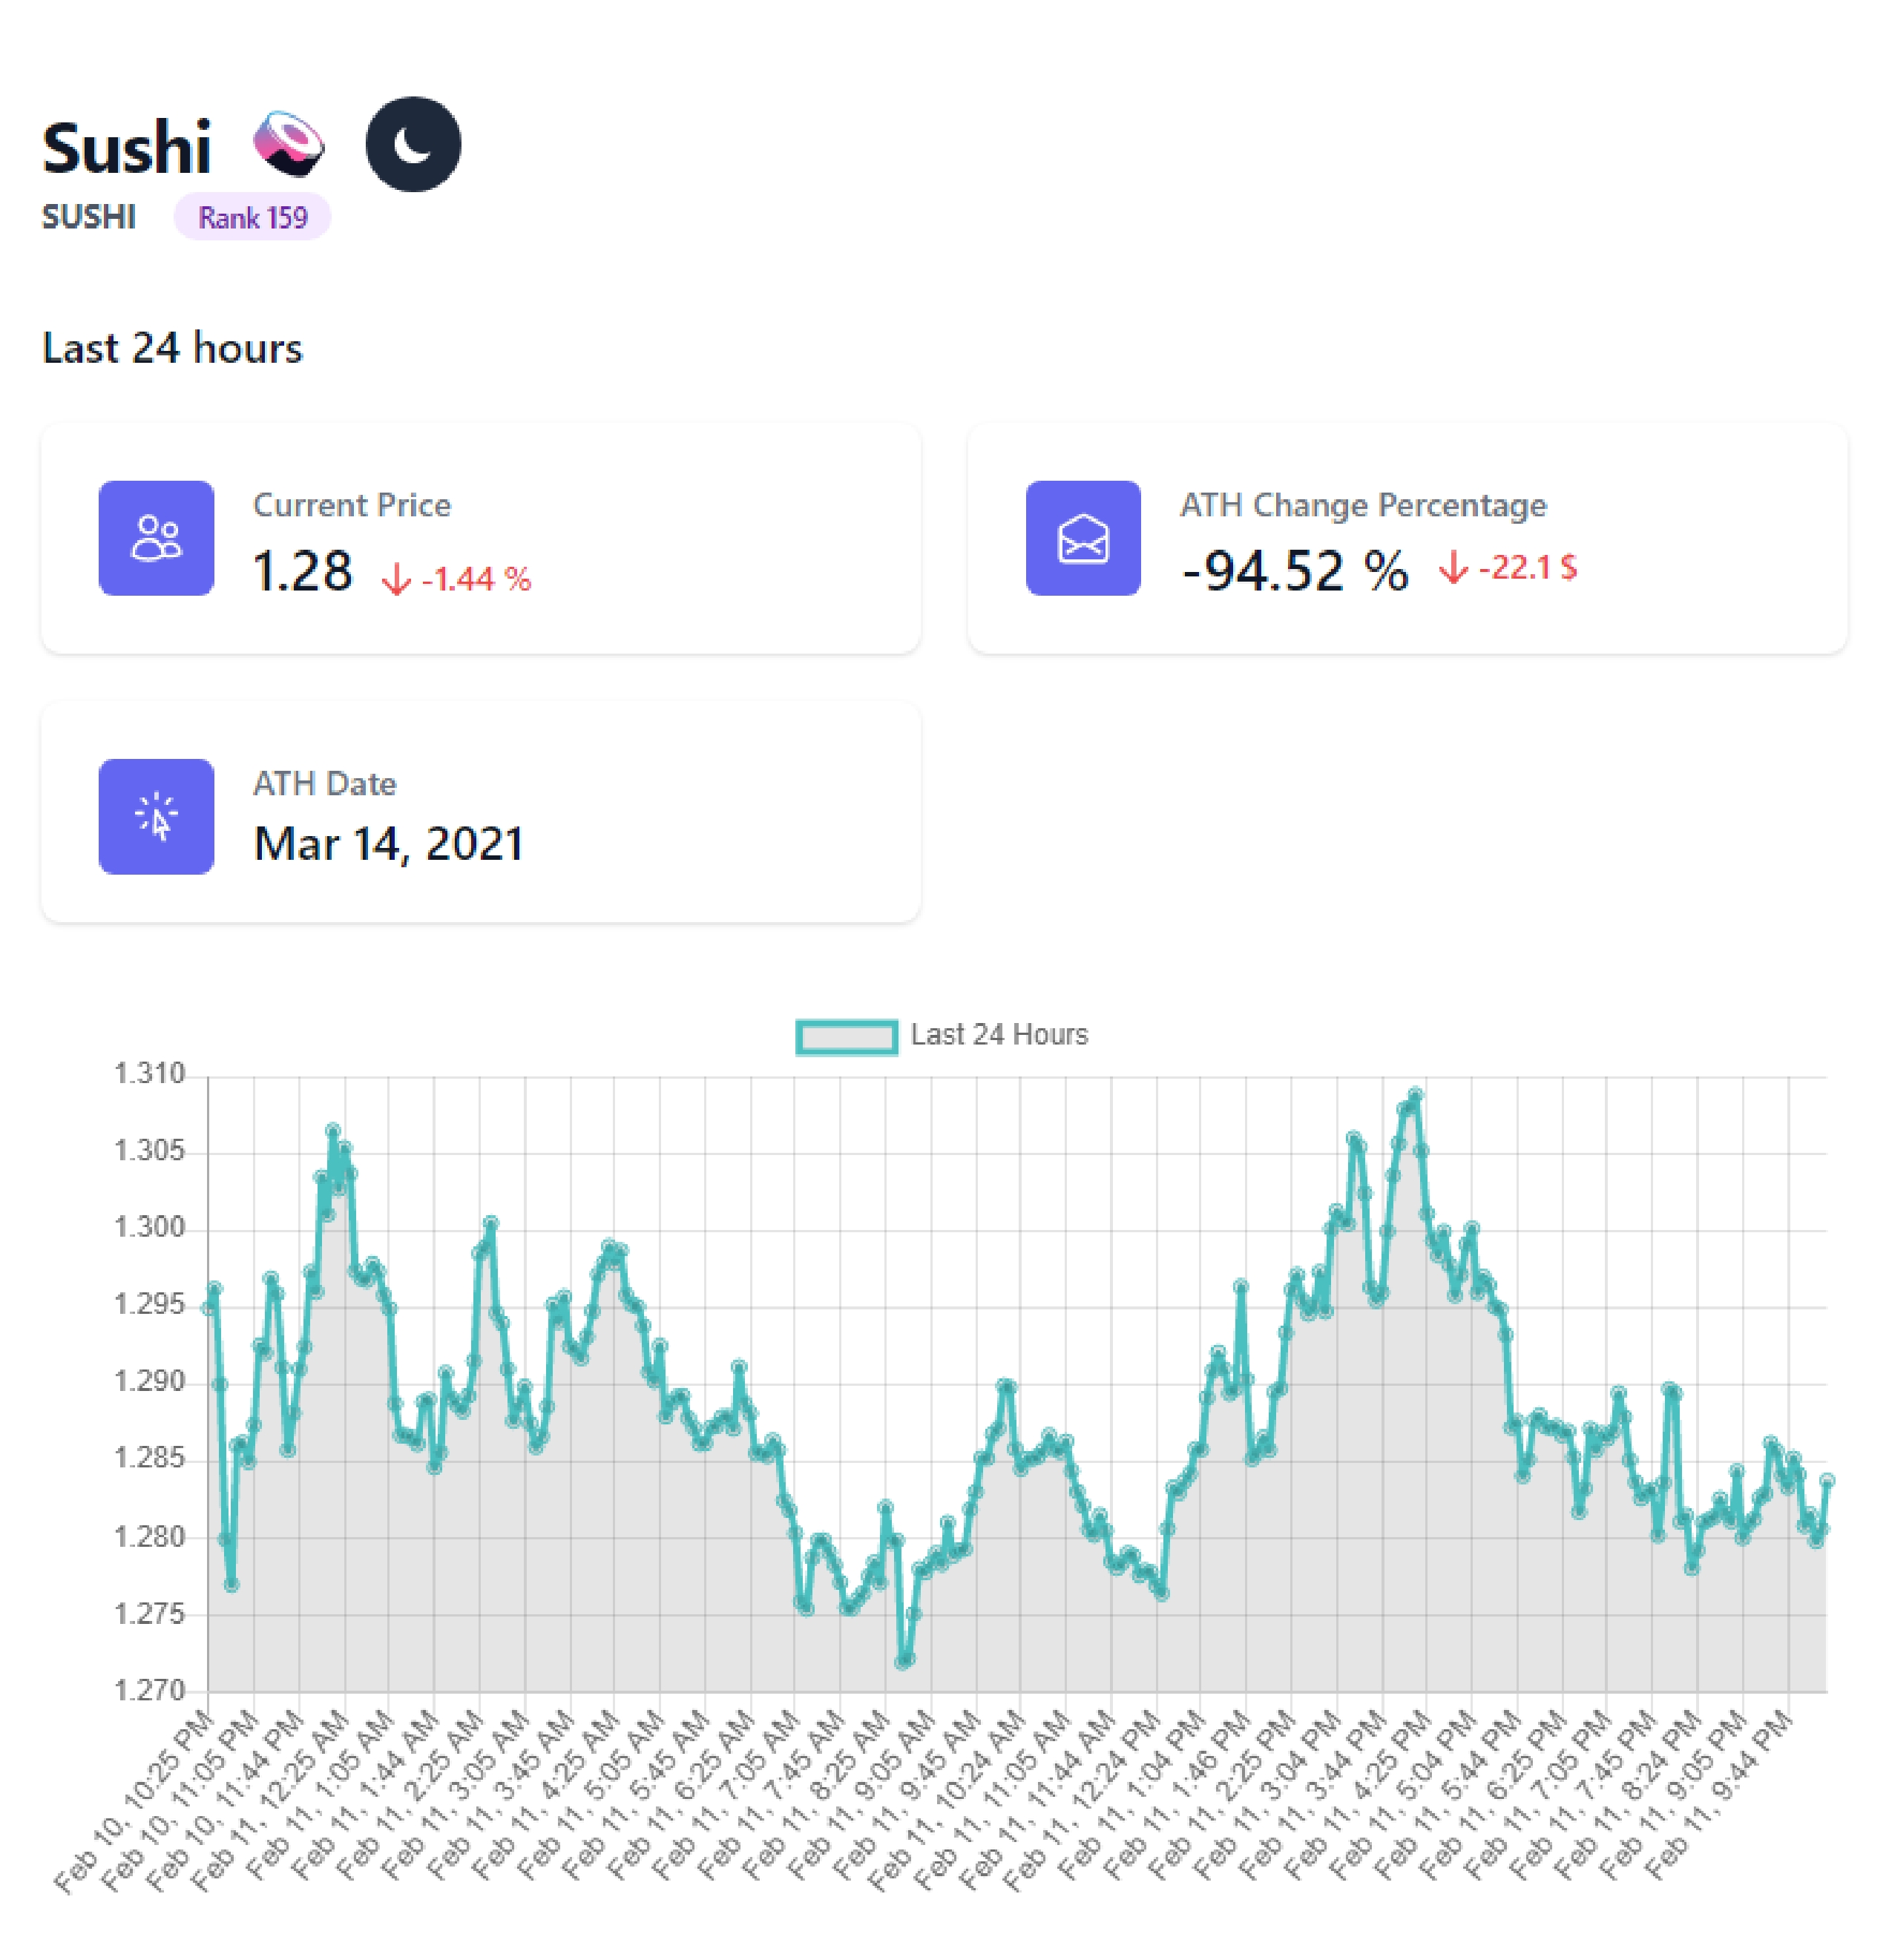 Sushi
SUSHI Rank 159
Last 24 hours
Current Price
1.28 -1.44 %
ATH Change Percentage
-94.52 % -22.1 $
ATH Date
Mar 14, 2021
Last 24 Hours
1.310
1.305
1.300
1.295
1.290
1.285
1.280
1.275
1.270
Feb 10, 10:25 PM
Feb 10, 11:05 PM
Feb 10, 11:44 PM
Feb 11, 12:25 AM
Feb 11, 1:05 AM
Feb 11, 1:44 AM
Feb 11, 2:25 AM
Feb 11, 3:05 AM
Feb 11, 3:45 AM
Feb 11, 4:25 AM
Feb 11, 5:05 AM
Feb 11, 5:45 AM
Feb 11, 6:25 AM
Feb 11, 7:05 AM
Feb 11, 7:45 AM
Feb 11, 8:25 AM
Feb 11, 9:05 AM
Feb 11, 9:45 AM
Feb 11, 10:24 AM
Feb 11, 11:05 AM
Feb 11, 11:44 AM
Feb 11, 12:24 PM
Feb 11, 1:04 PM
Feb 11, 1:46 PM
Feb 11, 2:25 PM
Feb 11, 3:04 PM
Feb 11, 3:44 PM
Feb 11, 4:25 PM
Feb 11, 5:04 PM
Feb 11, 5:44 PM
Feb 11, 6:25 PM
Feb 11, 7:05 PM
Feb 11, 7:45 PM
Feb 11, 8:24 PM
Feb 11, 9:05 PM
Feb 11, 9:44 PM